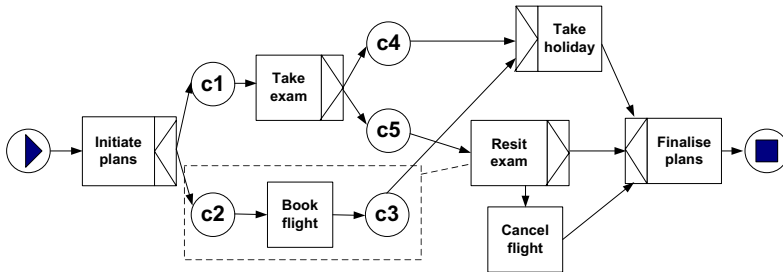 c4
Take
holiday
c1
Take
exam
Initiate
plans
c5
Resit
exam
Finalise
plans
c2
Book
flight
c3
Cancel
flight